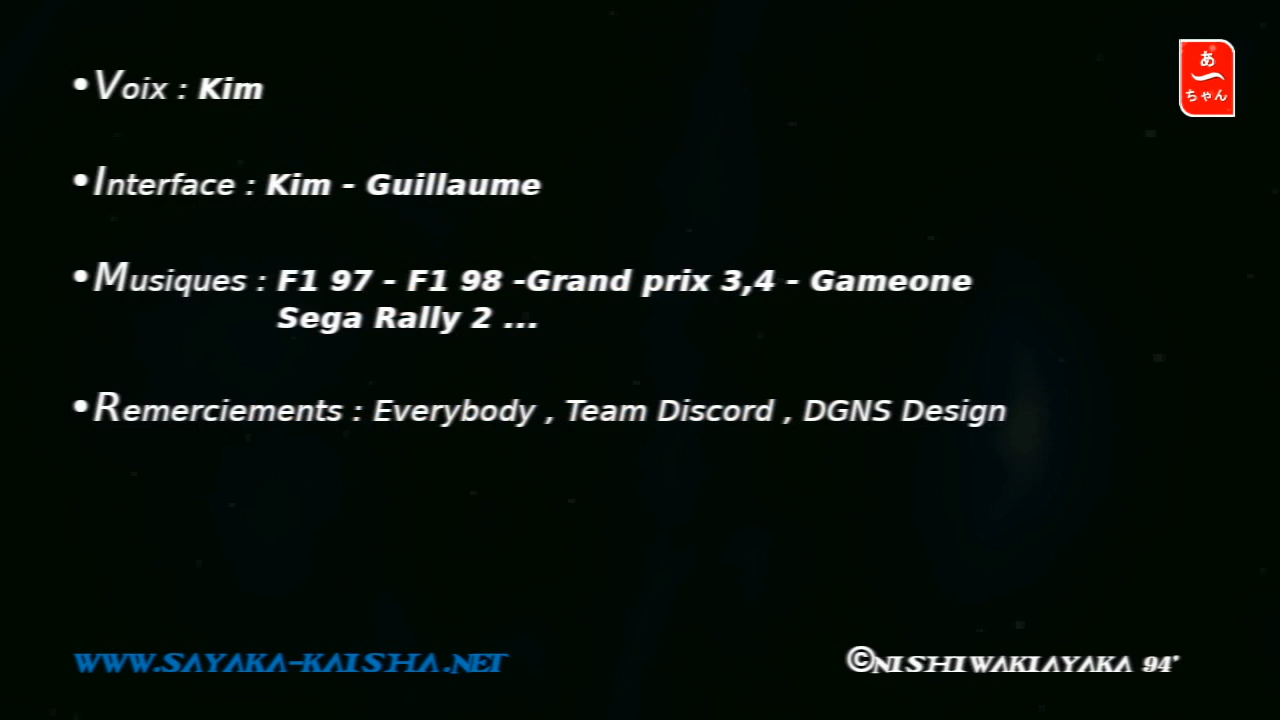 •Voix : Kim
あ
ー
ちゃん
•Interface : Kim - Guillaume
•Musiques : F1 97 - F1 98 -Grand prix 3,4 - Gameone
Sega Rally 2 ...
•Remerciements : Everybody , Team Discord , DGNS Design
WWW.SAYAKA-KAISHA.NET
©NISHIWAKIAYAKA 94'